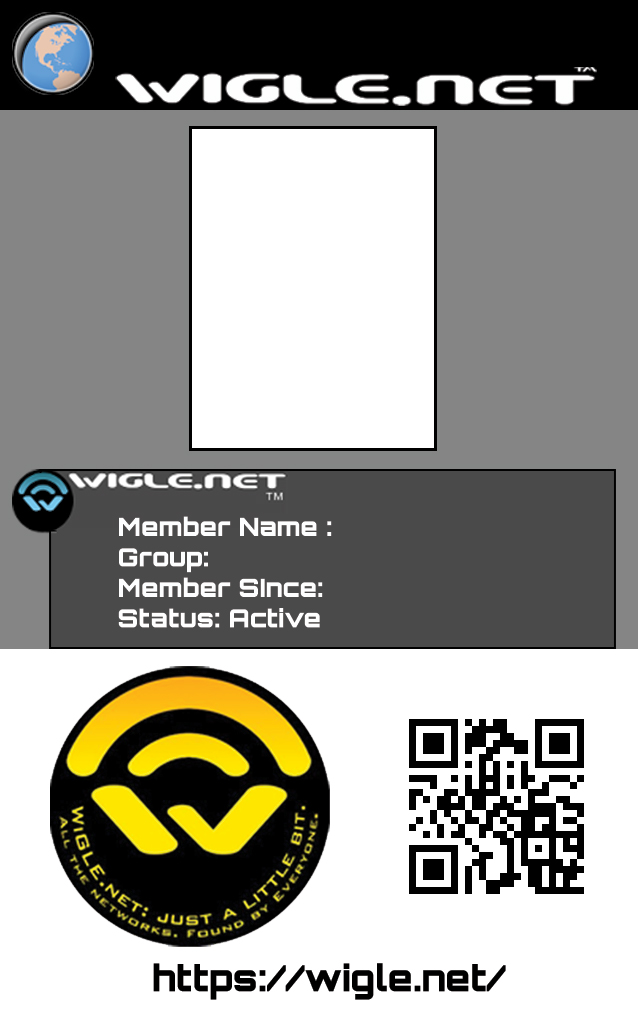 WIGLE.NET™
WIGLE.NET
TM
Member Name :
Group:
Member SInce:
Status: Active
WIGLE.NET: JUST A LITTLE BIT.
ALL THE NETWORKS. FOUND BY EVERYONE.
https://wigle.net/